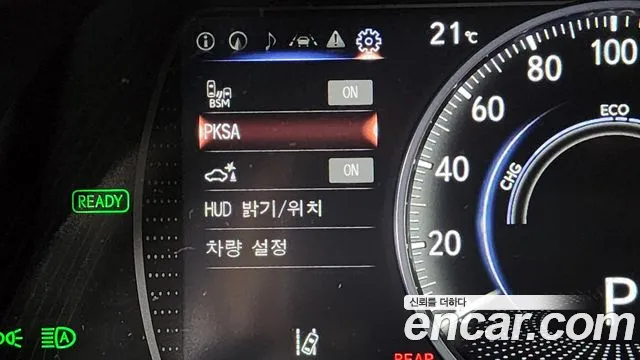 21℃
BSM ON
PKSA
ON
HUD 밝기/위치
차량 설정
READY
A
100
80
60
40
20
ECO
CHG
P
REAR
신뢰를 더하다
encar.com